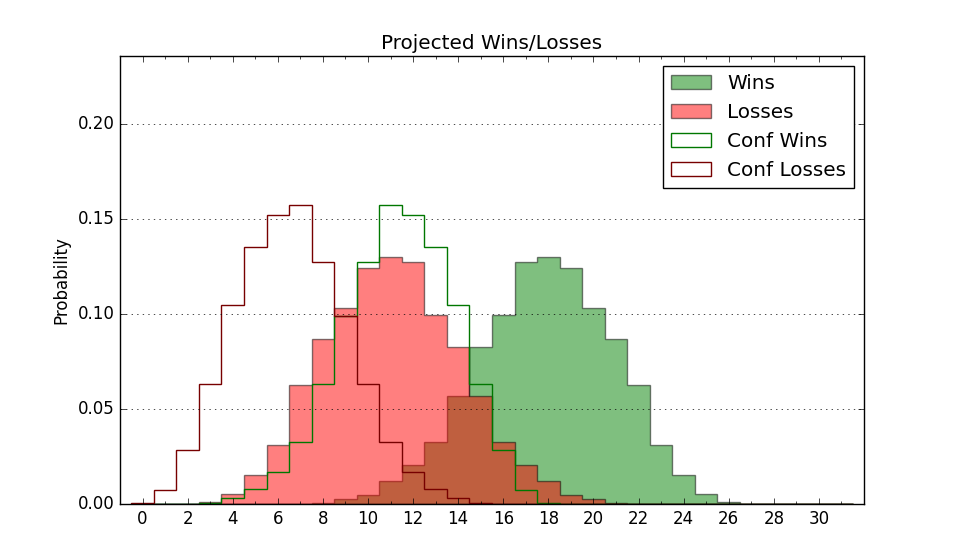 Projected Wins/Losses
Wins
Losses
Conf Wins
Conf Losses
Probability
0.20
0.15
0.10
0.05
0.00
0 2 4 6 8 10 12 14 16 18 20 22 24 26 28 30